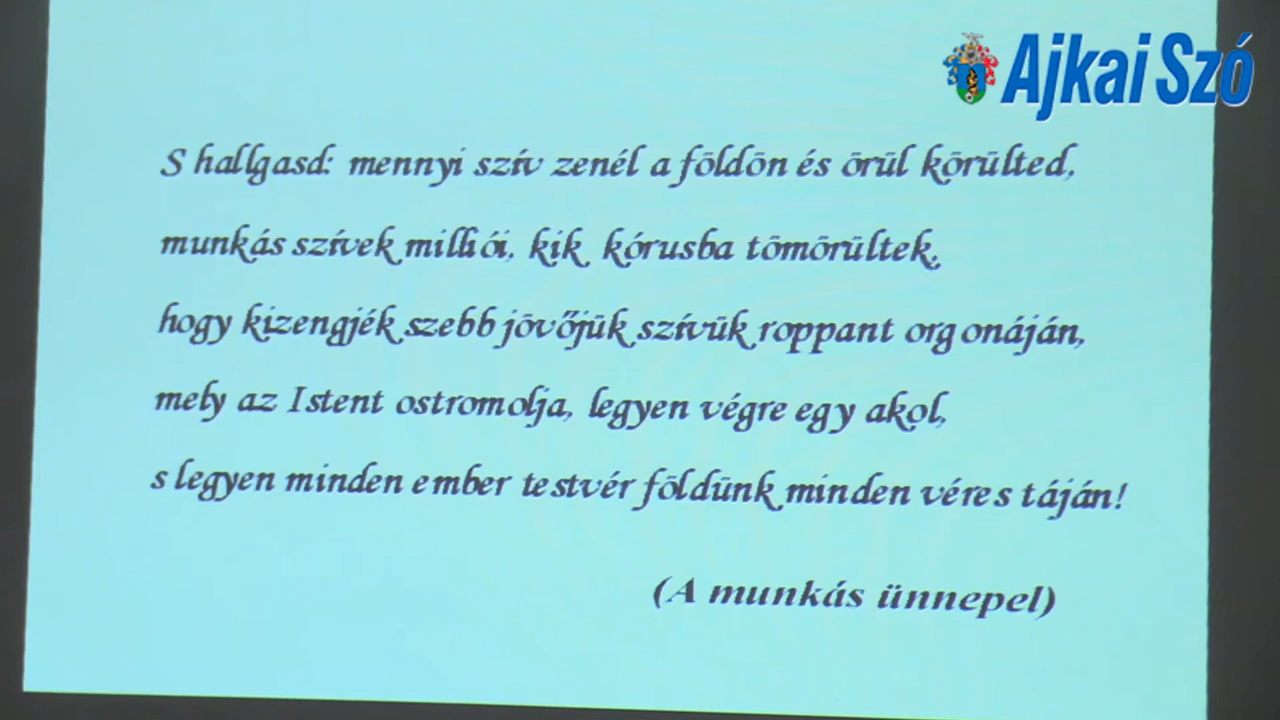 Ajkai Szó
S hallgasd: mennyi szív zenél a földön és örül körülted,
munkás szívek milliói, kik kórusba tömörültek,
hogy kizengjék szebb jövőjük szívük roppant orgonáján,
mely az Istent ostromolja, legyen végre egy akol,
s legyen minden ember testvér földünk minden véres táján!
(A munkás ünnepel)